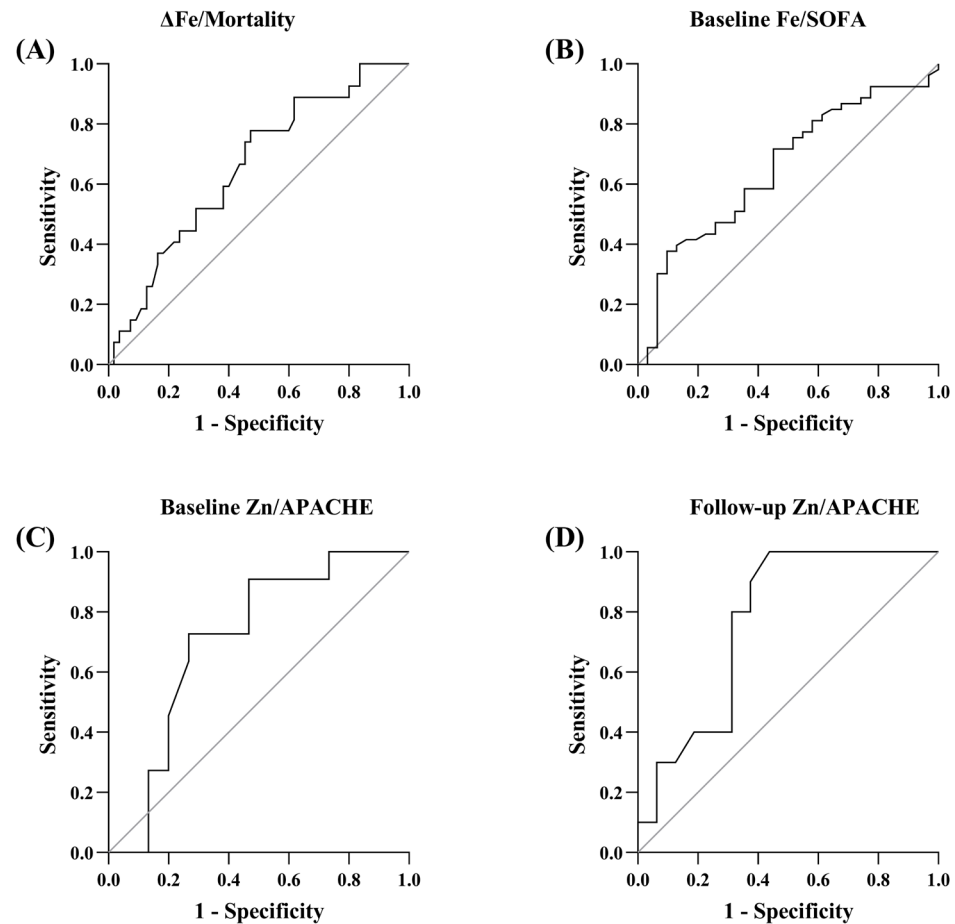 ΔFe/Mortality
(A)
1.0
0.8
0.6
0.4
0.2
0.0
Sensitivity
0.0 0.2 0.4 0.6 0.8 1.0
1 - Specificity
Baseline Fe/SOFA
(B)
1.0
0.8
0.6
0.4
0.2
0.0
Sensitivity
0.0 0.2 0.4 0.6 0.8 1.0
1 - Specificity
Baseline Zn/APACHE
(C)
1.0
0.8
0.6
0.4
0.2
0.0
Sensitivity
0.0 0.2 0.4 0.6 0.8 1.0
1 - Specificity
Follow-up Zn/APACHE
(D)
1.0
0.8
0.6
0.4
0.2
0.0
Sensitivity
0.0 0.2 0.4 0.6 0.8 1.0
1 - Specificity